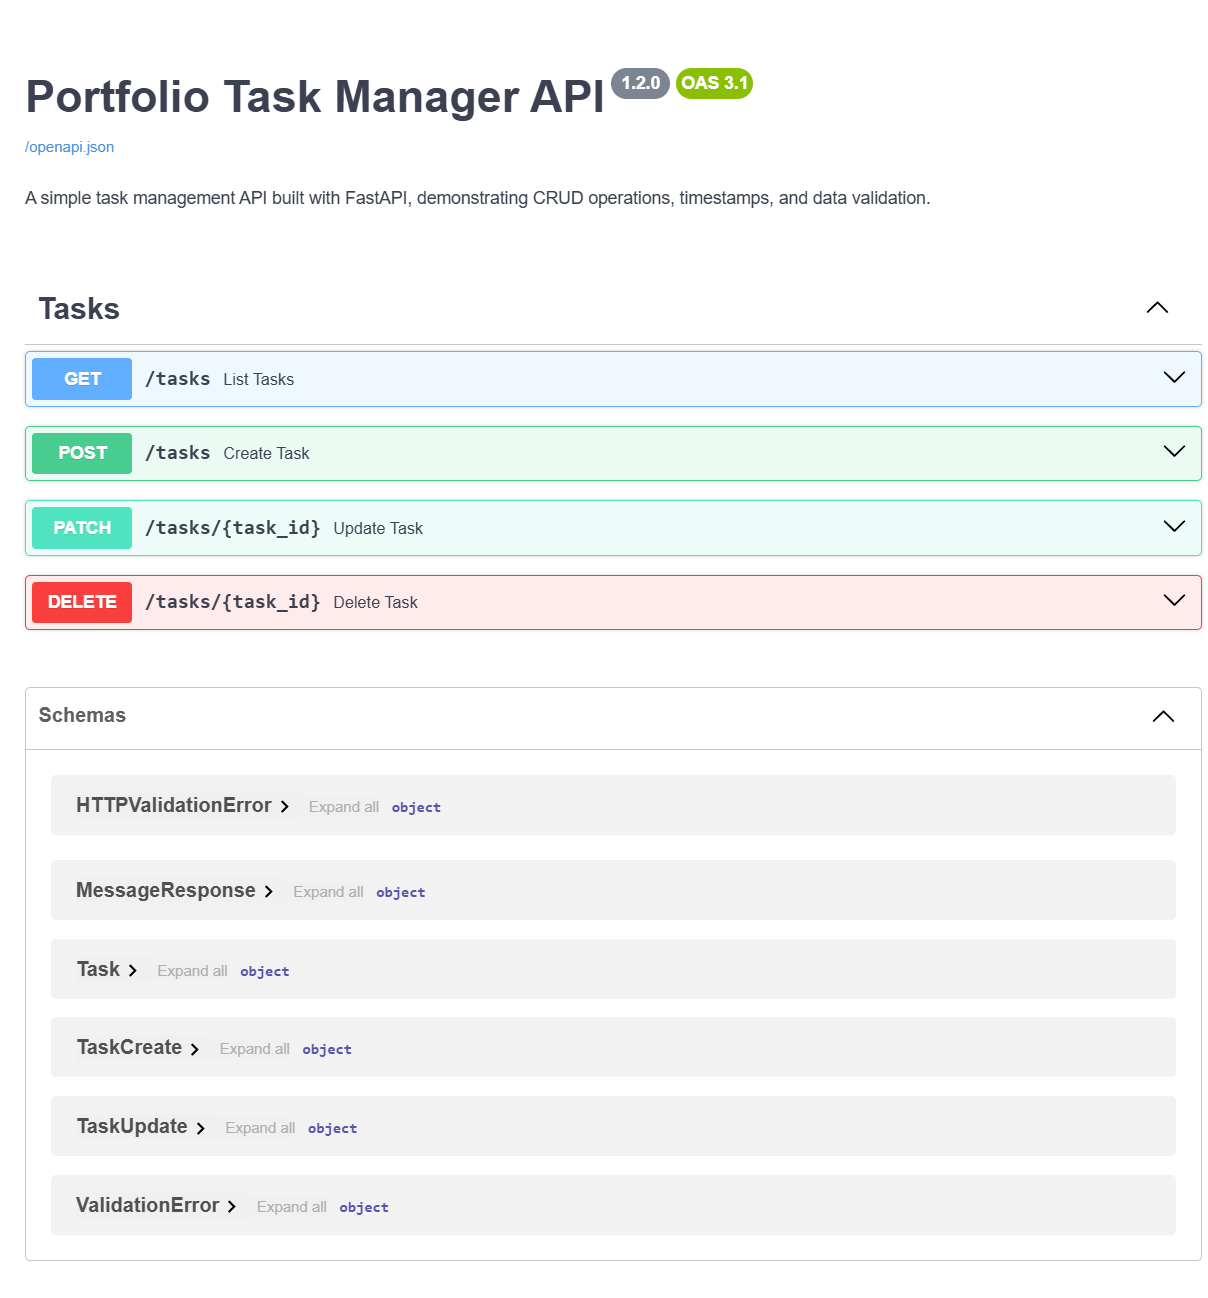 Portfolio Task Manager API 1.2.0 OAS 3.1
/openapi.json
A simple task management API built with FastAPI, demonstrating CRUD operations, timestamps, and data validation.
Tasks
GET /tasks List Tasks
POST /tasks Create Task
PATCH /tasks/{task_id} Update Task
DELETE /tasks/{task_id} Delete Task
Schemas
HTTPValidationError Expand all object
MessageResponse Expand all object
Task Expand all object
TaskCreate Expand all object
TaskUpdate Expand all object
ValidationError Expand all object